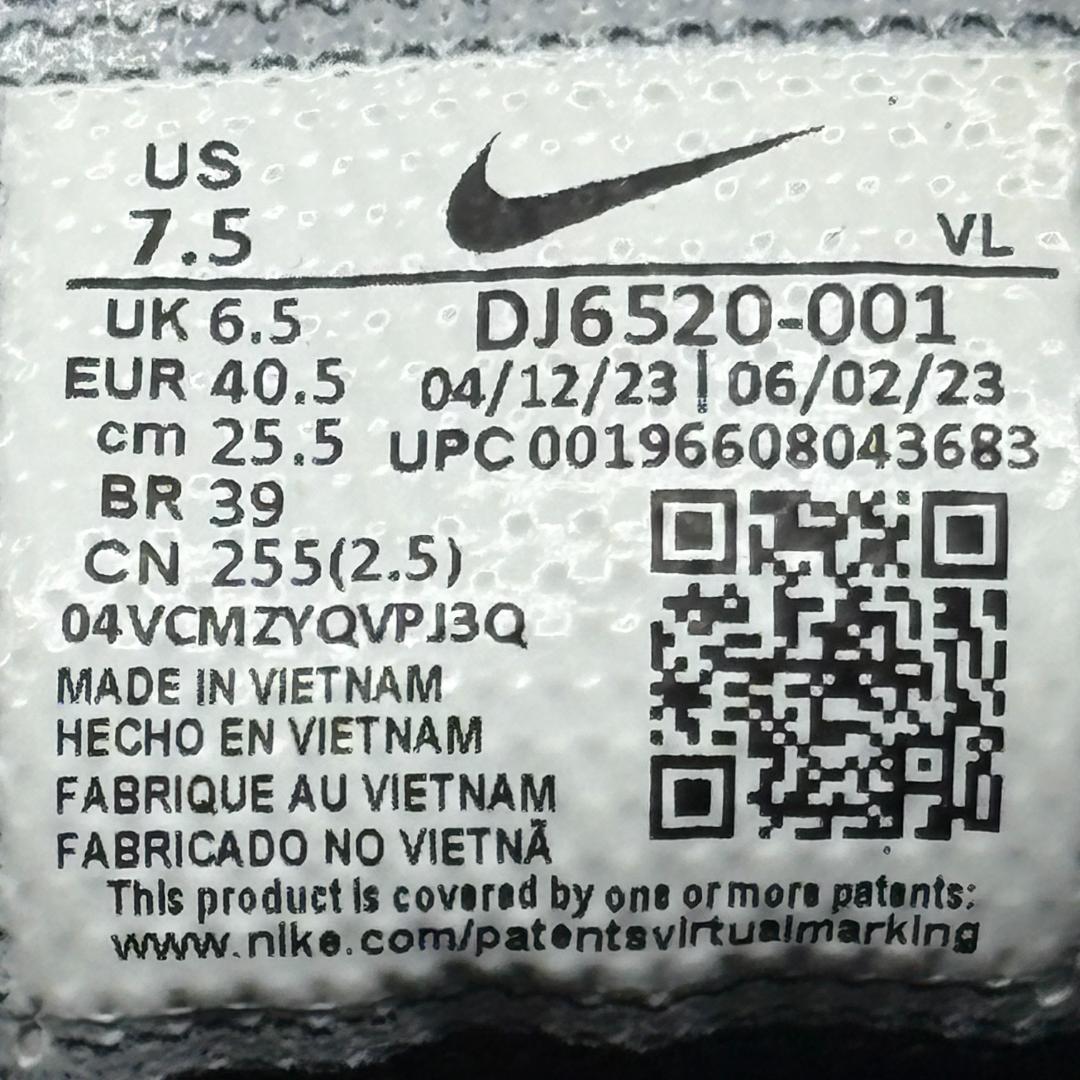 US
7.5
VL
UK 6.5
EUR 40.5
cm 25.5
BR 39
CN 255(2.5)
DJ6520-001
04/12/23 | 06/02/23
UPC 00196608043683
04VCMZYQVPJ3Q
MADE IN VIETNAM
HECHO EN VIETNAM
FABRIQUE AU VIETNAM
FABRICADO NO VIETNÃ
This product is covered by one or more patents:
www.nike.com/patentsvirtualmarking